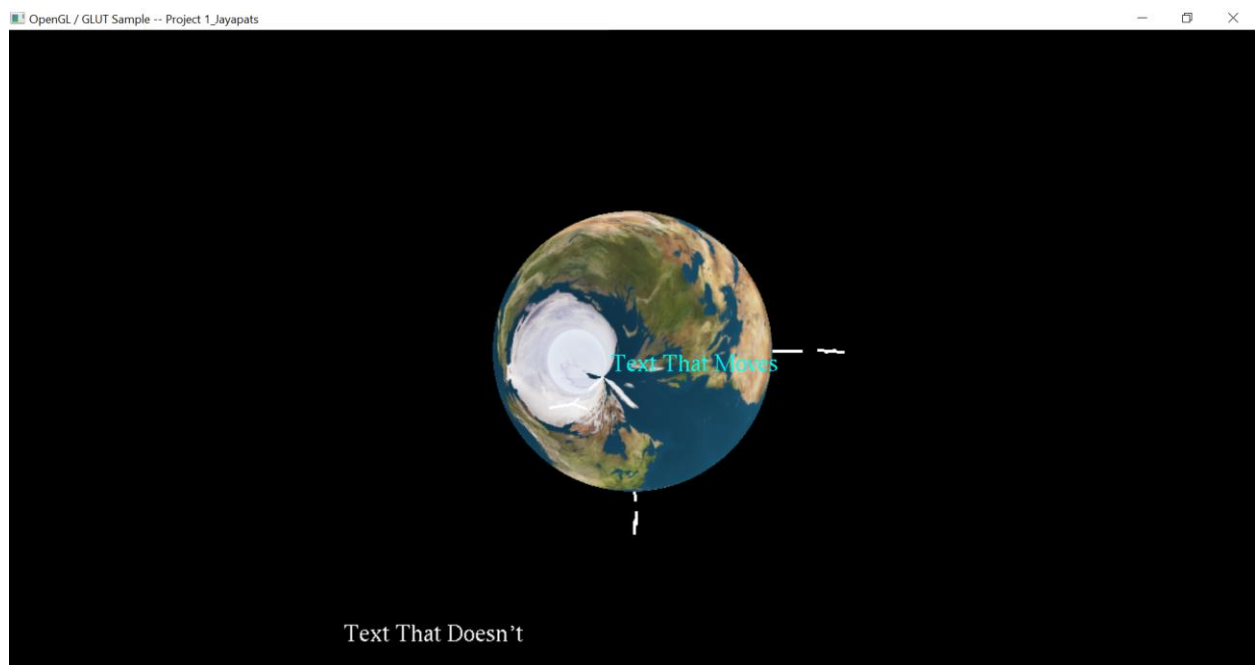 OpenGL / GLUT Sample -- Project 1_Jayapats
Text That Moves
Text That Doesn’t